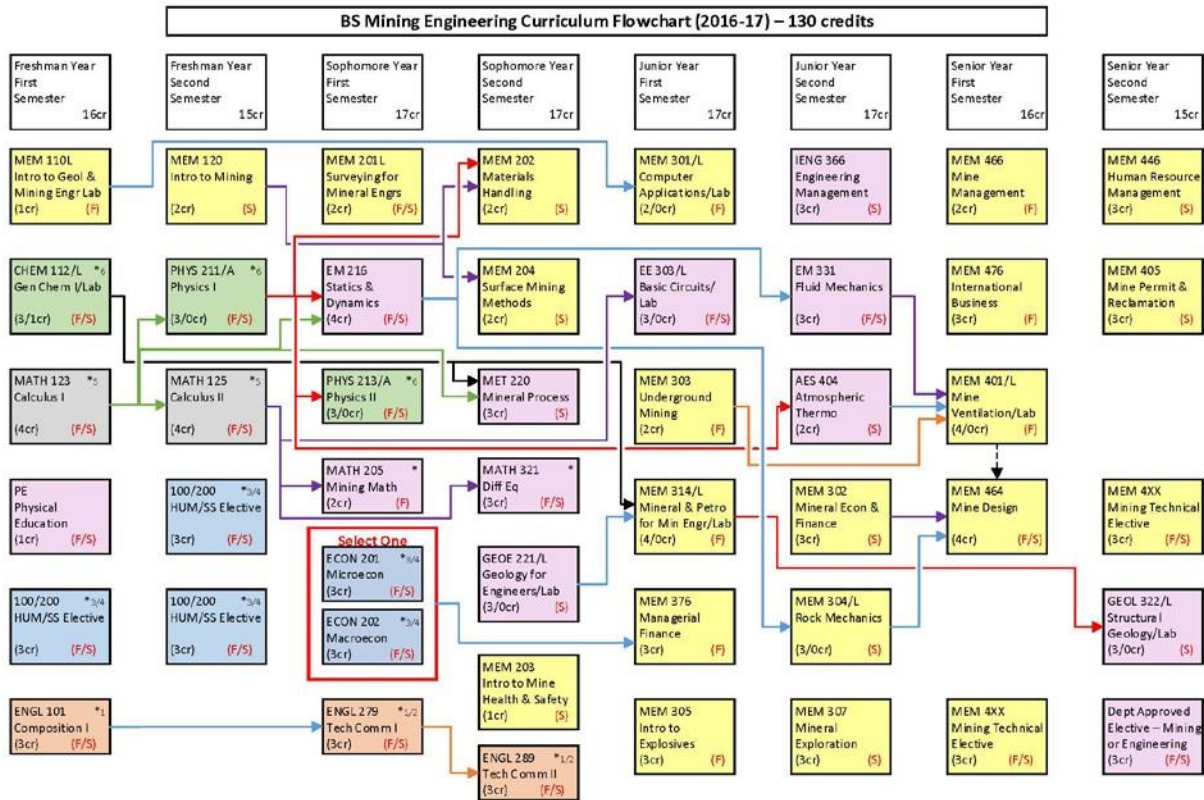 BS Mining Engineering Curriculum Flowchart (2016-17) – 130 credits
Freshman Year
First
Semester
16cr
Freshman Year
Second
Semester
15cr
Sophomore Year
First
Semester
17cr
Sophomore Year
Second
Semester
17cr
Junior Year
First
Semester
17cr
Junior Year
Second
Semester
17cr
Senior Year
First
Semester
16cr
Senior Year
Second
Semester
15cr
MEM 110L
Intro to Geol &
Mining Engr Lab
(1cr) (F)
MEM 120
Intro to Mining
(2cr) (S)
MEM 201L
Surveying for
Mineral Engrs
(2cr) (F/S)
MEM 202
Materials
Handling
(2cr) (S)
MEM 301/L
Computer
Applications/Lab
(2/0cr) (F)
IENG 366
Engineering
Management
(3cr) (S)
MEM 466
Mine
Management
(2cr) (F)
MEM 446
Human Resource
Management
(3cr) (S)
CHEM 112/L *6
Gen Chem I/Lab
(3/1cr) (F/S)
PHYS 211/A *6
Physics I
(3/0cr) (F/S)
EM 216
Statics &
Dynamics
(4cr) (F/S)
MEM 204
Surface Mining
Methods
(2cr) (S)
EE 303/L
Basic Circuits/
Lab
(3/0cr) (F/S)
EM 331
Fluid Mechanics
(3cr) (F/S)
MEM 476
International
Business
(3cr) (F)
MEM 405
Mine Permit &
Reclamation
(3cr) (S)
MATH 123 *5
Calculus I
(4cr) (F/S)
MATH 125 *5
Calculus II
(4cr) (F/S)
PHYS 213/A *6
Physics II
(3/0cr) (F/S)
MET 220
Mineral Process
(3cr) (S)
MEM 303
Underground
Mining
(2cr) (F)
AES 404
Atmospheric
Thermo
(2cr) (S)
MEM 401/L
Mine
Ventilation/Lab
(4/0cr) (F)
PE
Physical
Education
(1cr) (F/S)
100/200 *3/4
HUM/SS Elective
(3cr) (F/S)
MATH 205 *
Mining Math
(2cr) (F)
MATH 321 *
Diff Eq
(3cr) (F/S)
MEM 314/L
Mineral & Petro
for Min Engr/Lab
(4/0cr) (F)
MEM 302
Mineral Econ &
Finance
(3cr) (S)
MEM 464
Mine Design
(4cr) (F/S)
MEM 4XX
Mining Technical
Elective
(3cr) (F/S)
100/200 *3/4
HUM/SS Elective
(3cr) (F/S)
100/200 *3/4
HUM/SS Elective
(3cr) (F/S)
Select One
ECON 201 *3/4
Microecon
(3cr) (F/S)
ECON 202 *3/4
Macroecon
(3cr) (F/S)
GEOE 221/L
Geology for
Engineers/Lab
(3/0cr) (S)
MEM 376
Managerial
Finance
(3cr) (F)
MEM 304/L
Rock Mechanics
(3/0cr) (S)
GEOL 322/L
Structural
Geology/Lab
(3/0cr) (S)
MEM 203
Intro to Mine
Health & Safety
(1cr) (S)
ENGL 101 *1
Composition I
(3cr) (F/S)
ENGL 279 *1/2
Tech Comm I
(3cr) (F/S)
ENGL 289 *1/2
Tech Comm II
(3cr) (F/S)
MEM 305
Intro to
Explosives
(3cr) (F)
MEM 307
Mineral
Exploration
(3cr) (S)
MEM 4XX
Mining Technical
Elective
(3cr) (F/S)
Dept Approved
Elective – Mining
or Engineering
(3cr) (F/S)